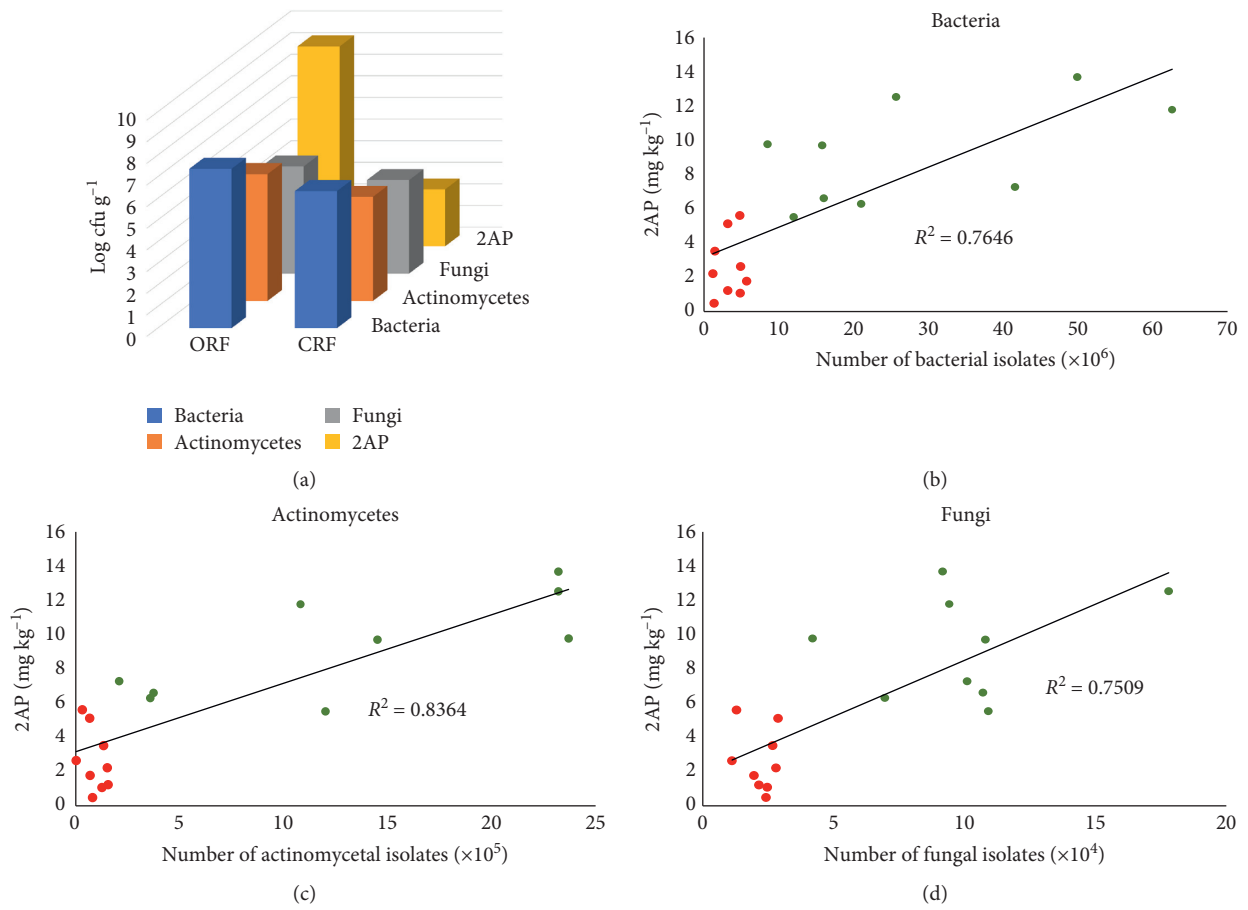 10
9
8
7
6
5
4
3
2
1
0
Log cfu g⁻¹
ORF
CRF
2AP
Fungi
Actinomycetes
Bacteria
Bacteria
Fungi
Actinomycetes
2AP
(a)
Bacteria
16
14
12
10
8
6
4
2
0
2AP (mg kg⁻¹)
R² = 0.7646
0 10 20 30 40 50 60 70
Number of bacterial isolates (×10⁶)
(b)
Actinomycetes
16
14
12
10
8
6
4
2
0
2AP (mg kg⁻¹)
R² = 0.8364
0 5 10 15 20 25
Number of actinomycetal isolates (×10⁵)
(c)
Fungi
16
14
12
10
8
6
4
2
0
2AP (mg kg⁻¹)
R² = 0.7509
0 5 10 15 20
Number of fungal isolates (×10⁴)
(d)